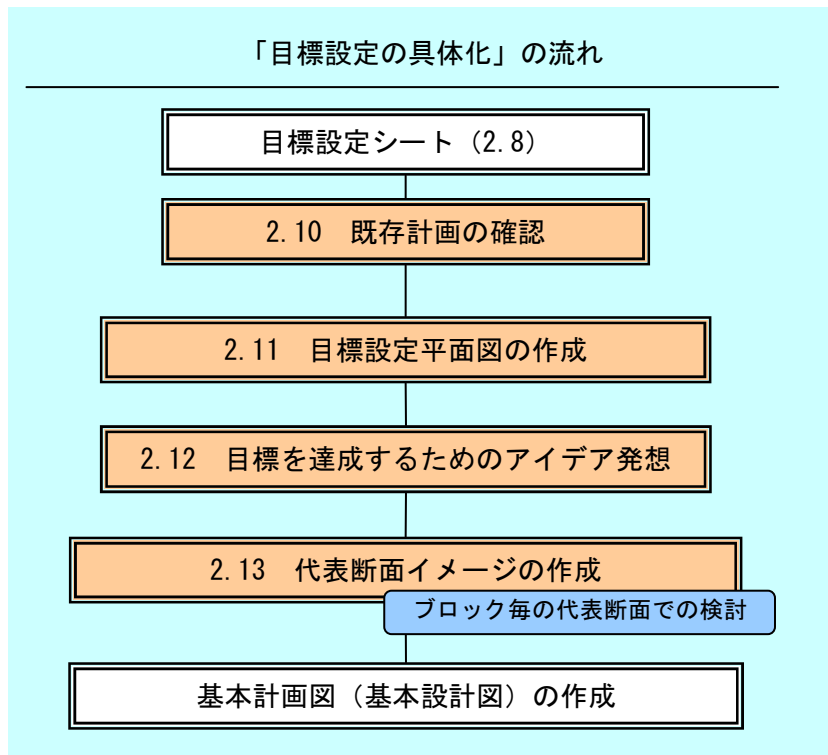 「目標設定の具体化」の流れ
目標設定シート（2.8）
2.10　既存計画の確認
2.11　目標設定平面図の作成
2.12　目標を達成するためのアイデア発想
2.13　代表断面イメージの作成
ブロック毎の代表断面での検討
基本計画図（基本設計図）の作成